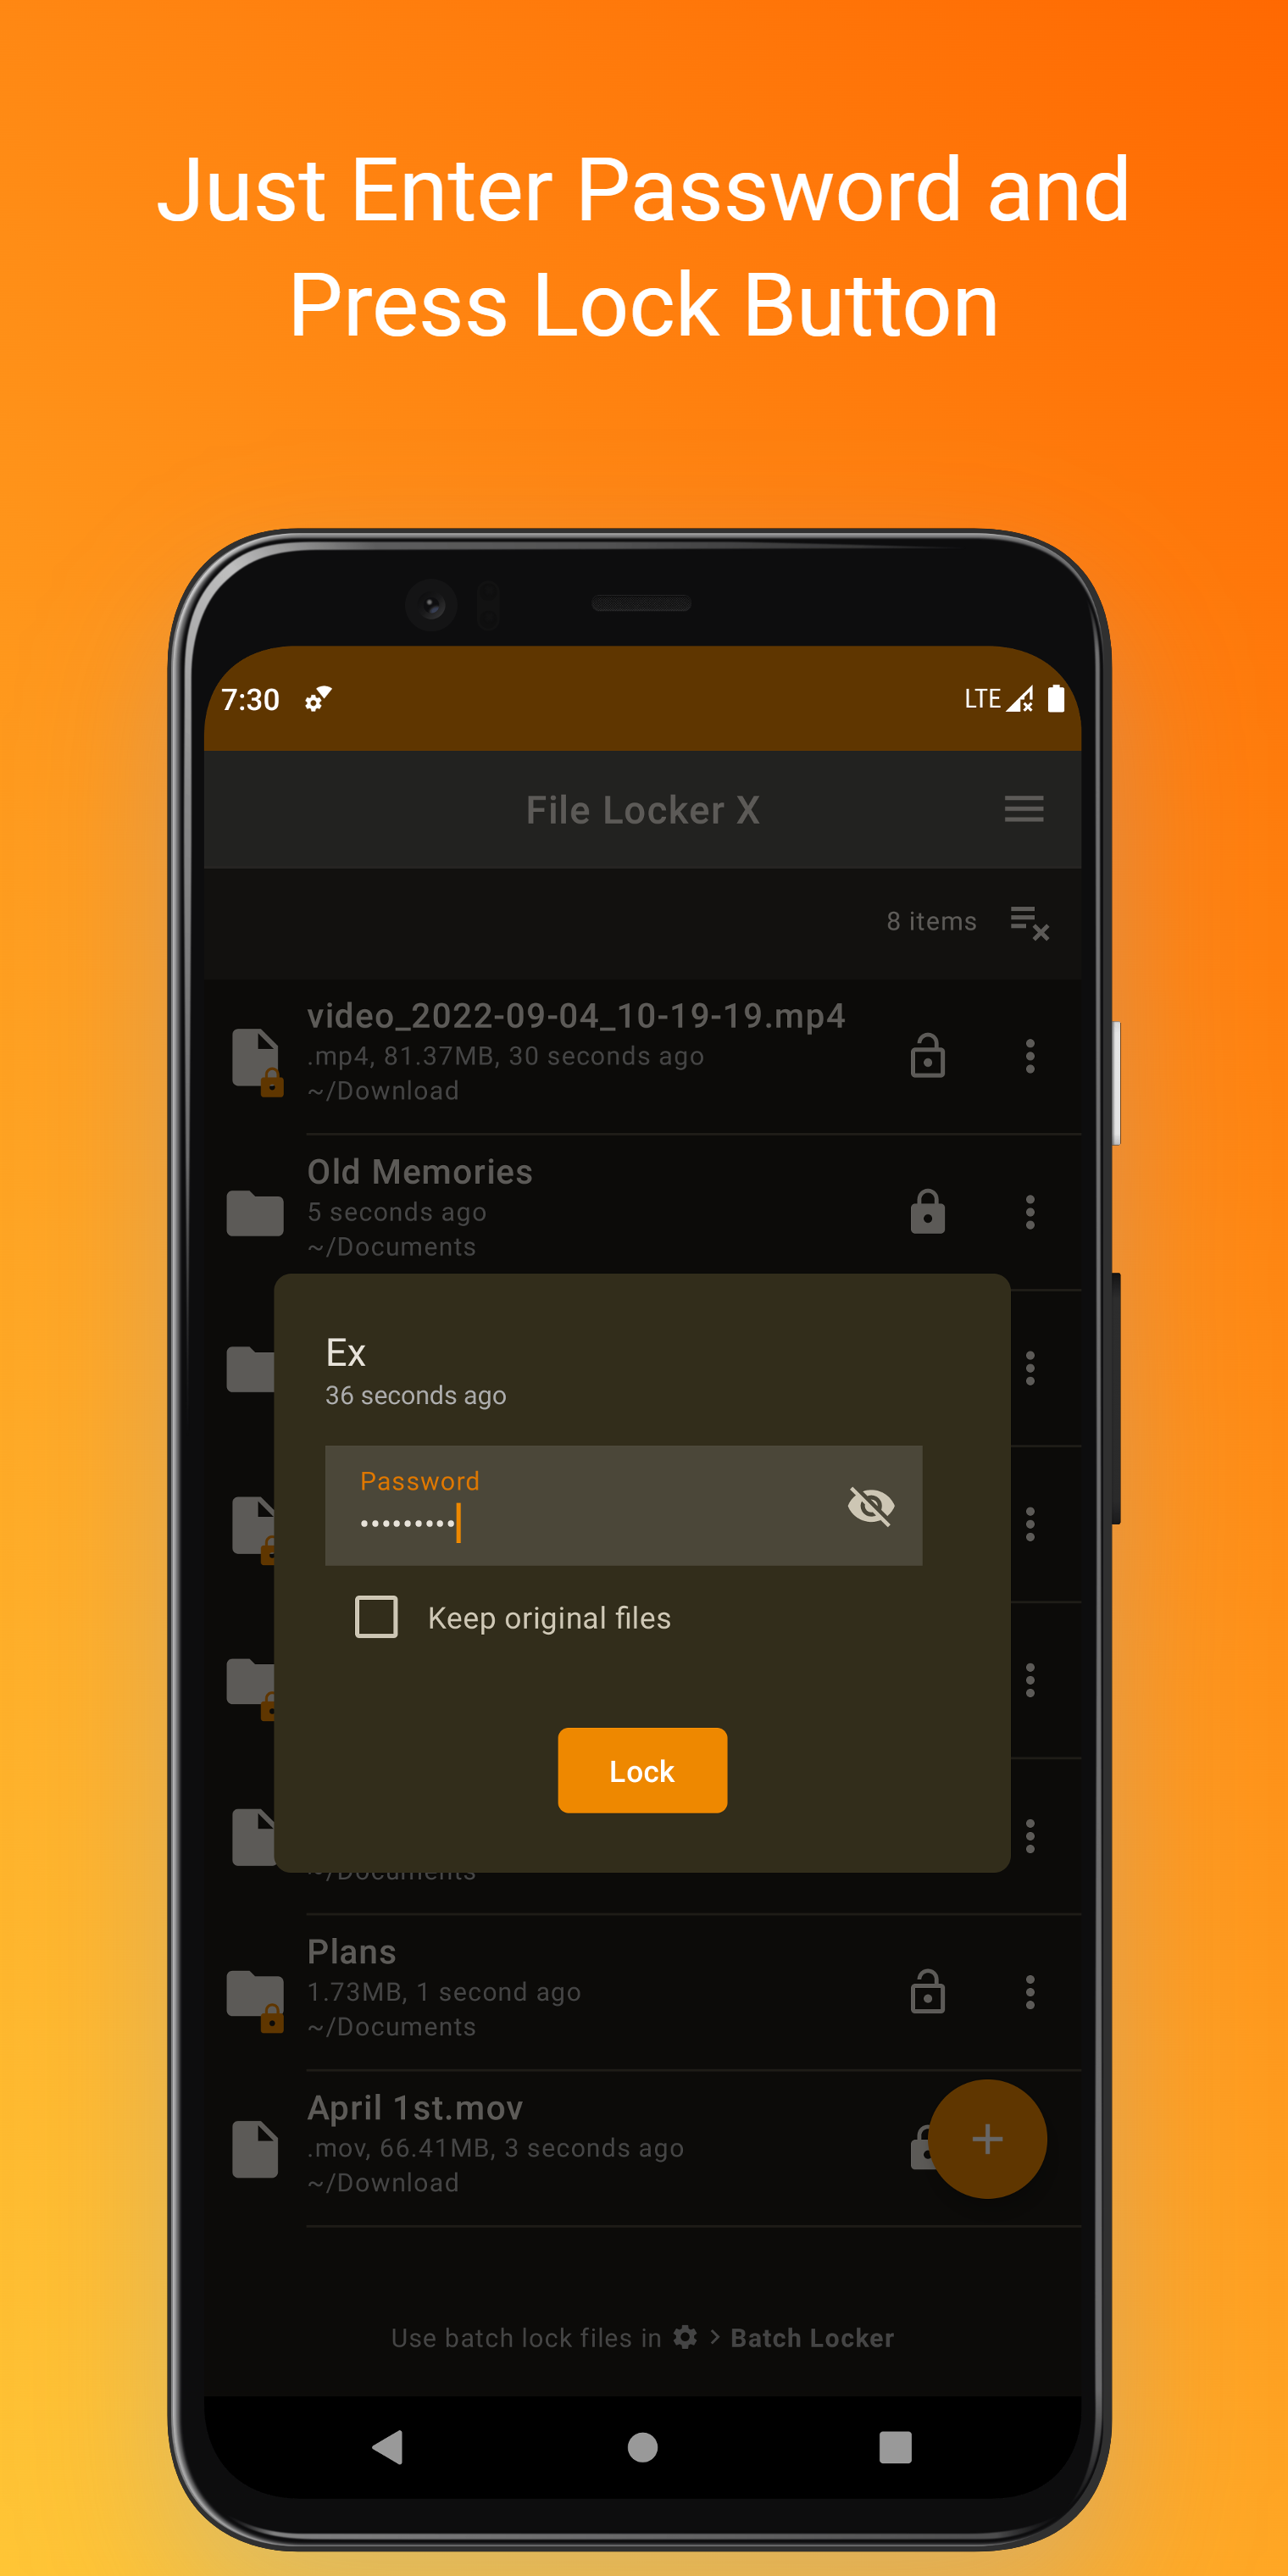 Just Enter Password and
Press Lock Button
7:30
LTE
File Locker X
8 items
video_2022-09-04_10-19-19.mp4
.mp4, 81.37MB, 30 seconds ago
~/Download
Old Memories
5 seconds ago
~/Documents
Ex
36 seconds ago
Password
•••••••••
Keep original files
Lock
~/Documents
Plans
1.73MB, 1 second ago
~/Documents
April 1st.mov
.mov, 66.41MB, 3 seconds ago
~/Download
Use batch lock files in > Batch Locker